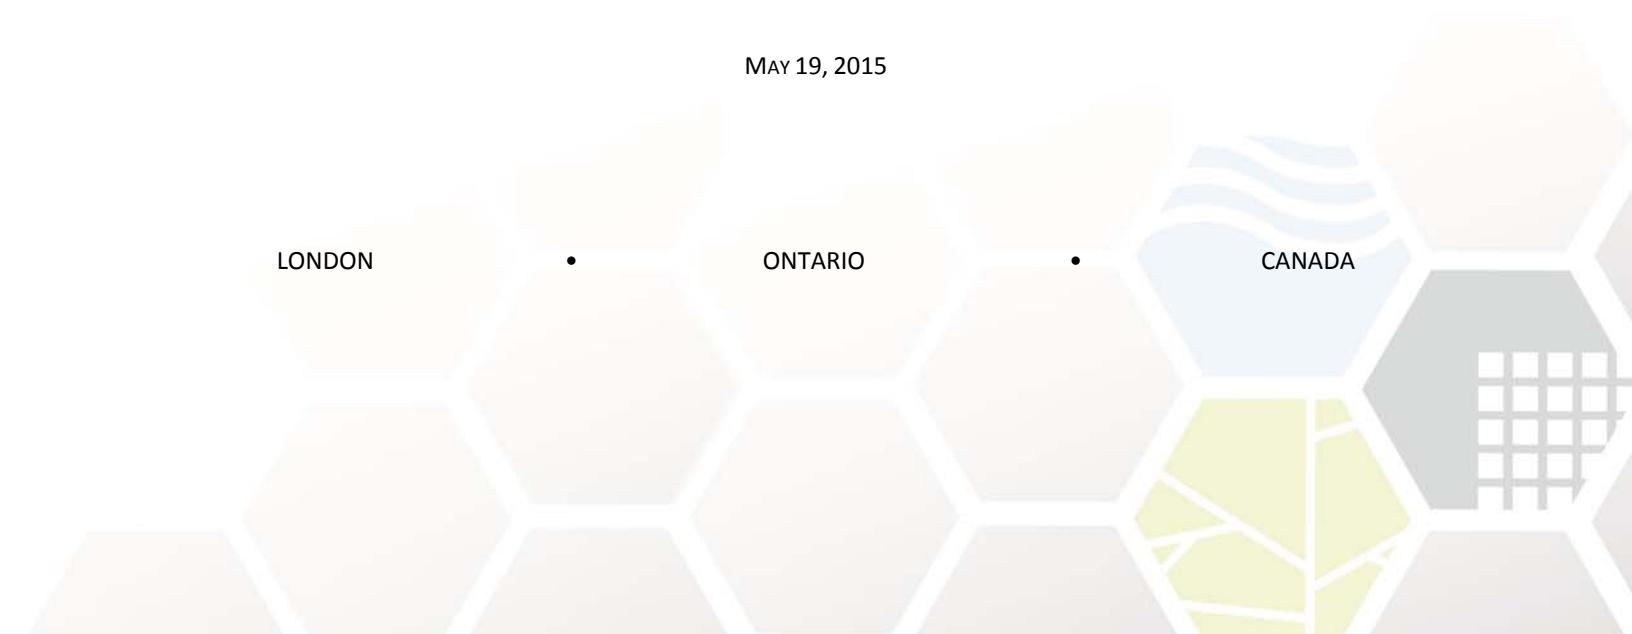 MAY 19, 2015
LONDON • ONTARIO • CANADA